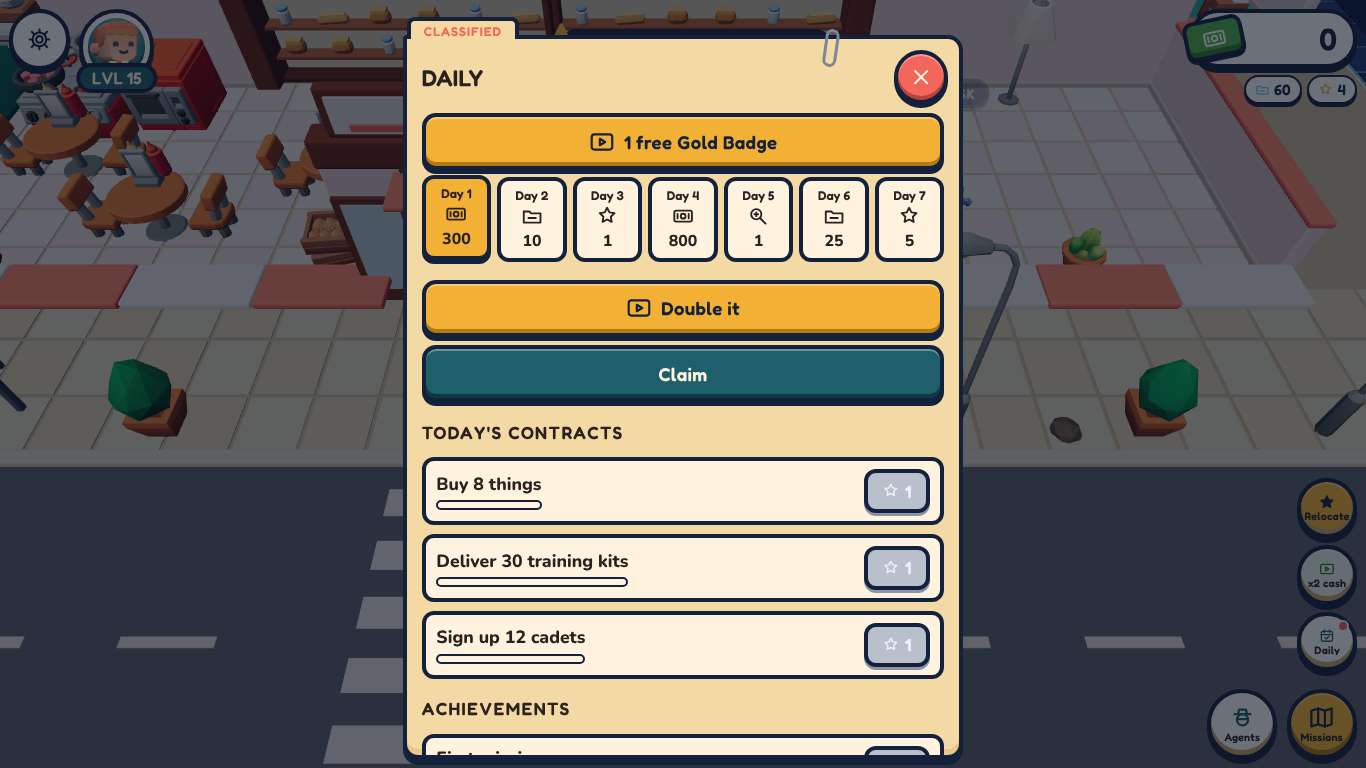 CLASSIFIED
DAILY
LVL 15
0
60
4
1 free Gold Badge
Day 1
300
Day 2
10
Day 3
1
Day 4
800
Day 5
1
Day 6
25
Day 7
5
Double it
Claim
TODAY'S CONTRACTS
Buy 8 things
1
Deliver 30 training kits
1
Sign up 12 cadets
1
ACHIEVEMENTS
Relocate
x2 cash
Daily
Agents
Missions